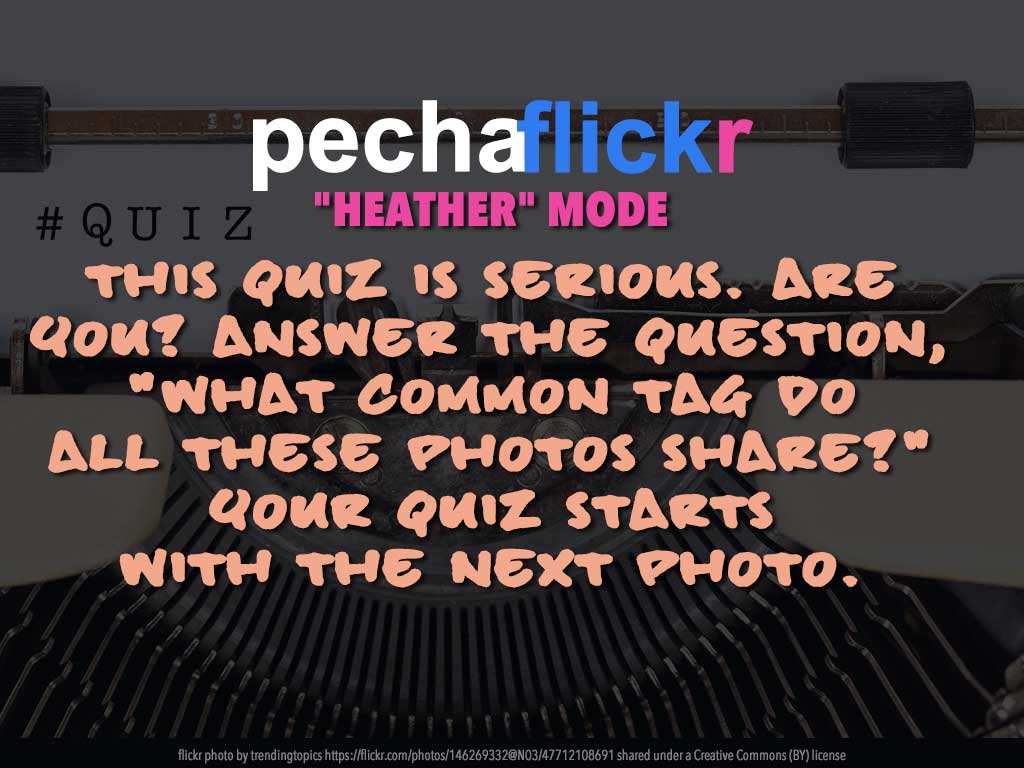 pechaflickr
"HEATHER" MODE
#QUIZ
THIS QUIZ IS SERIOUS. ARE
YOU? ANSWER THE QUESTION,
"WHAT COMMON TAG DO
ALL THESE PHOTOS SHARE?"
YOUR QUIZ STARTS
WITH THE NEXT PHOTO.
flickr photo by trendingtopics https://flickr.com/photos/146269332@N03/47712108691 shared under a Creative Commons (BY) license